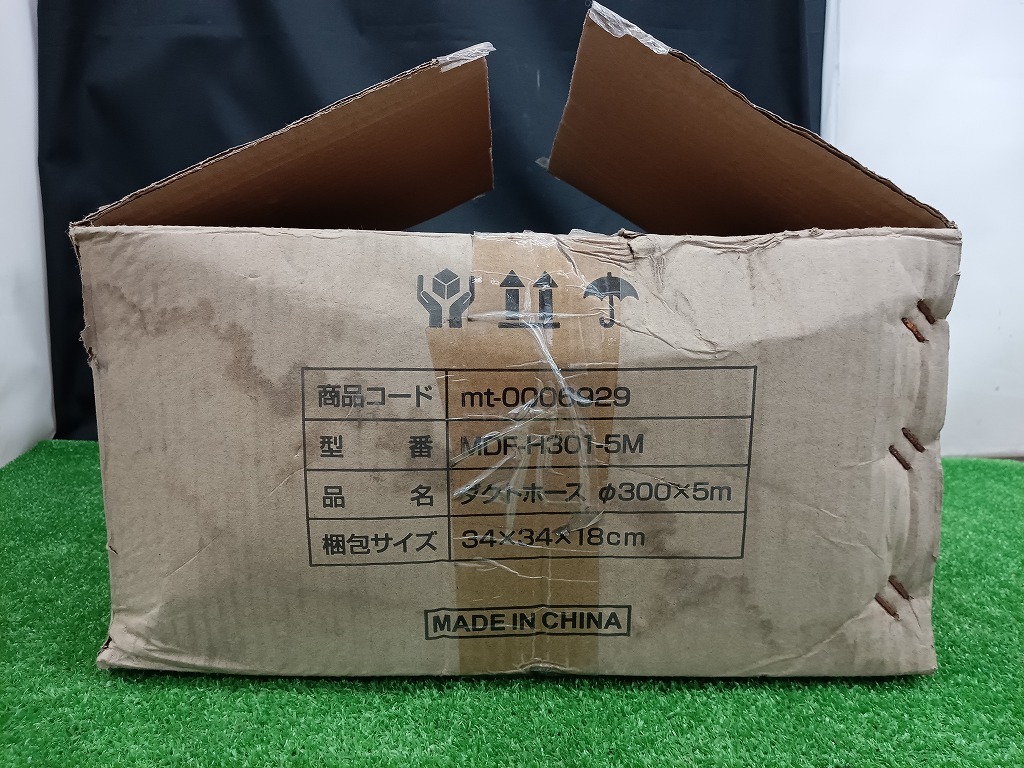 商品コード mt-0006929
型番 MDF-H301-5M
品名 ダクトホース φ300×5m
梱包サイズ 34×34×18cm
MADE IN CHINA